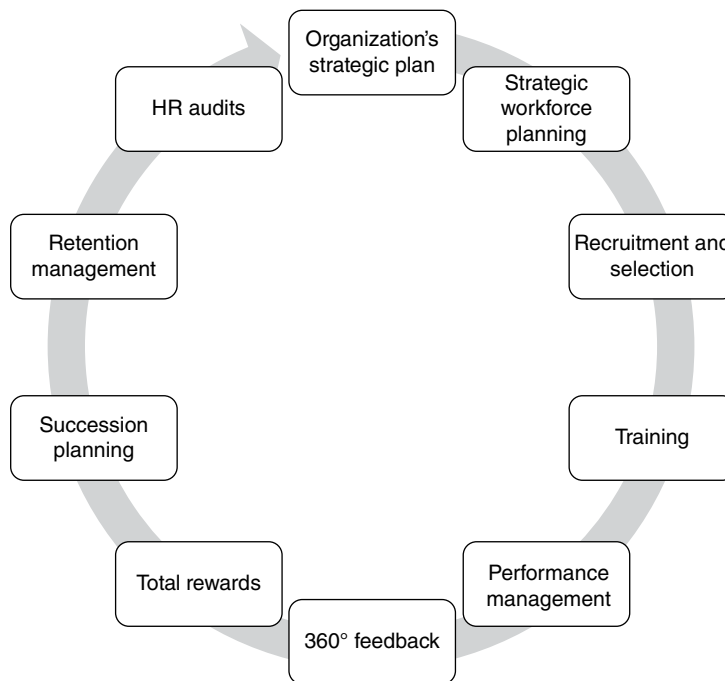 Organization’s
strategic plan
Strategic
workforce
planning
Recruitment and
selection
Training
Performance
management
360° feedback
Total rewards
Succession
planning
Retention
management
HR audits